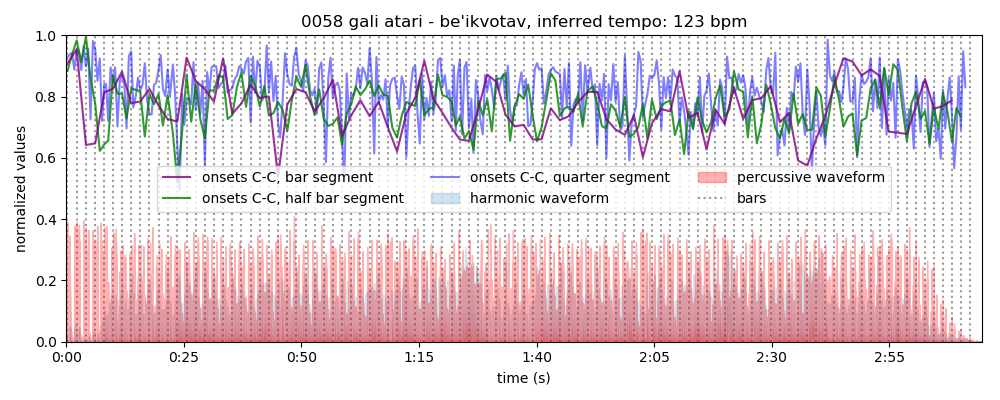 0058 gali atari - be'ikvotav, inferred tempo: 123 bpm
1.0
0.8
0.6
0.4
0.2
0.0
normalized values
onsets C-C, bar segment
onsets C-C, half bar segment
onsets C-C, quarter segment
harmonic waveform
percussive waveform
bars
0:00 0:25 0:50 1:15 1:40 2:05 2:30 2:55
time (s)